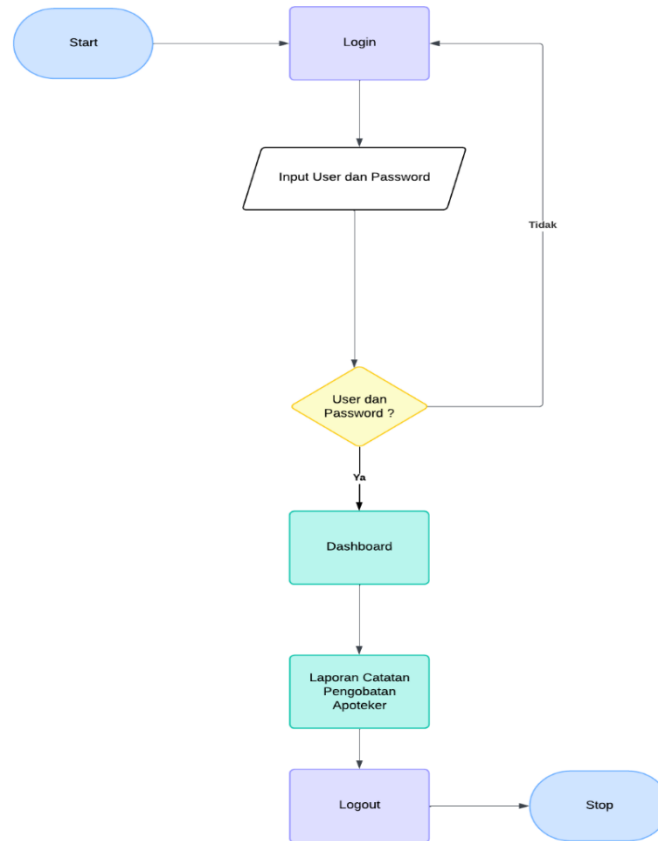 Start
Login
Input User dan Password
Tidak
User dan
Password ?
Ya
Dashboard
Laporan Catatan
Pengobatan
Apoteker
Logout
Stop